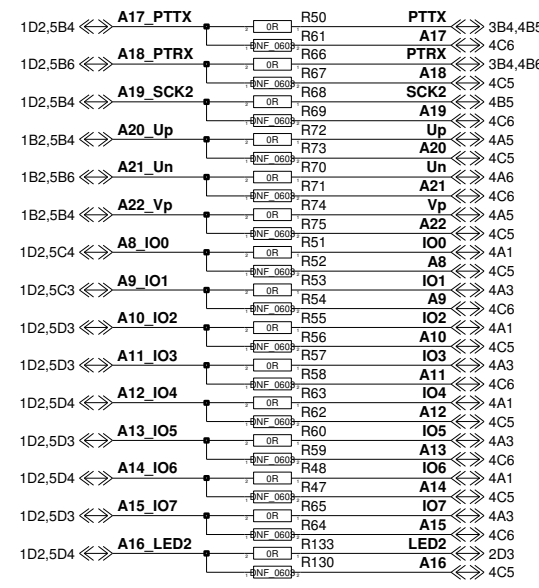 1D2,5B4 A17_PTTX 0R R50 PTTX 3B4,4B5
DNF_0603 R61 A17 4C6
1D2,5B6 A18_PTRX 0R R66 PTRX 3B4,4B6
DNF_0603 R67 A18 4C5
1D2,5B4 A19_SCK2 0R R68 SCK2 4B5
DNF_0603 R69 A19 4C6
1B2,5B4 A20_Up 0R R72 Up 4A5
DNF_0603 R73 A20 4C5
1B2,5B6 A21_Un 0R R70 Un 4A6
DNF_0603 R71 A21 4C6
1B2,5B4 A22_Vp 0R R74 Vp 4A5
DNF_0603 R75 A22 4C5
1D2,5C4 A8_IO0 0R R51 IO0 4A1
DNF_0603 R52 A8 4C5
1D2,5C3 A9_IO1 0R R53 IO1 4A3
DNF_0603 R54 A9 4C6
1D2,5D3 A10_IO2 0R R55 IO2 4A1
DNF_0603 R56 A10 4C5
1D2,5D3 A11_IO3 0R R57 IO3 4A3
DNF_0603 R58 A11 4C6
1D2,5D4 A12_IO4 0R R63 IO4 4A1
DNF_0603 R62 A12 4C5
1D2,5D3 A13_IO5 0R R60 IO5 4A3
DNF_0603 R59 A13 4C6
1D2,5D4 A14_IO6 0R R48 IO6 4A1
DNF_0603 R47 A14 4C5
1D2,5D3 A15_IO7 0R R65 IO7 4A3
DNF_0603 R64 A15 4C6
1D2,5D4 A16_LED2 0R R133 LED2 2D3
DNF_0603 R130 A16 4C5